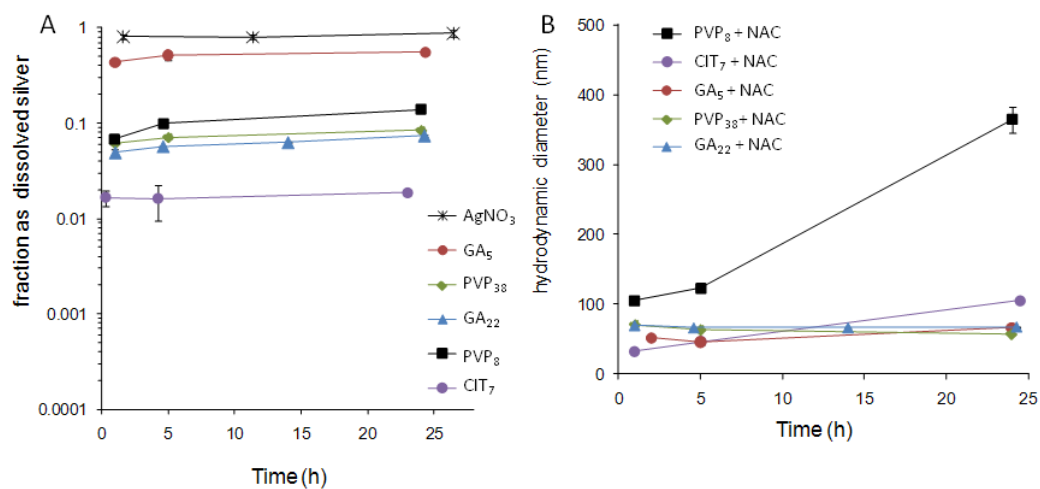 A
fraction as dissolved silver
1
0.1
0.01
0.001
0.0001
0 5 10 15 20 25
Time (h)
AgNO₃
GA₅
PVP₃₈
GA₂₂
PVP₈
CIT₇
B
hydrodynamic diameter (nm)
500
400
300
200
100
0
0 5 10 15 20 25
Time (h)
PVP₈ + NAC
CIT₇ + NAC
GA₅ + NAC
PVP₃₈ + NAC
GA₂₂ + NAC